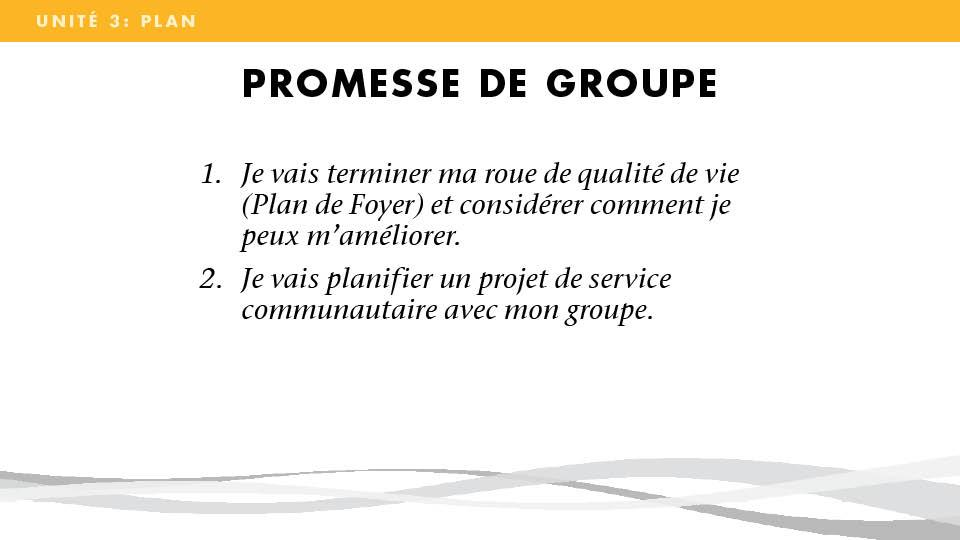 UNITÉ 3: PLAN
PROMESSE DE GROUPE
1. Je vais terminer ma roue de qualité de vie
(Plan de Foyer) et considérer comment je
peux m’améliorer.
2. Je vais planifier un projet de service
communautaire avec mon groupe.